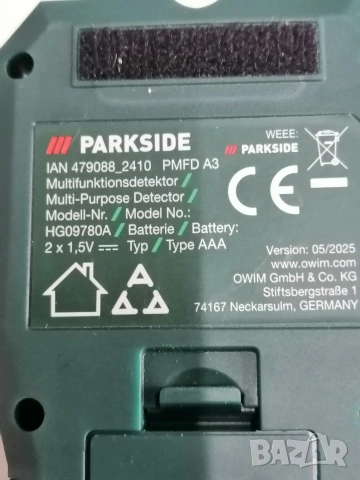 PARKSIDE
IAN 479088_2410 PMFD A3
Multifunktionsdetektor /
Multi-Purpose Detector /
Modell-Nr. / Model No.:
HG09780A / Batterie / Battery:
2 x 1,5V ⎓ Typ / Type AAA
WEEE:
PARKSIDE
CE
Version: 05/2025
www.owim.com
OWIM GmbH & Co. KG
Stiftsbergstraße 1
74167 Neckarsulm, GERMANY
BAZAR